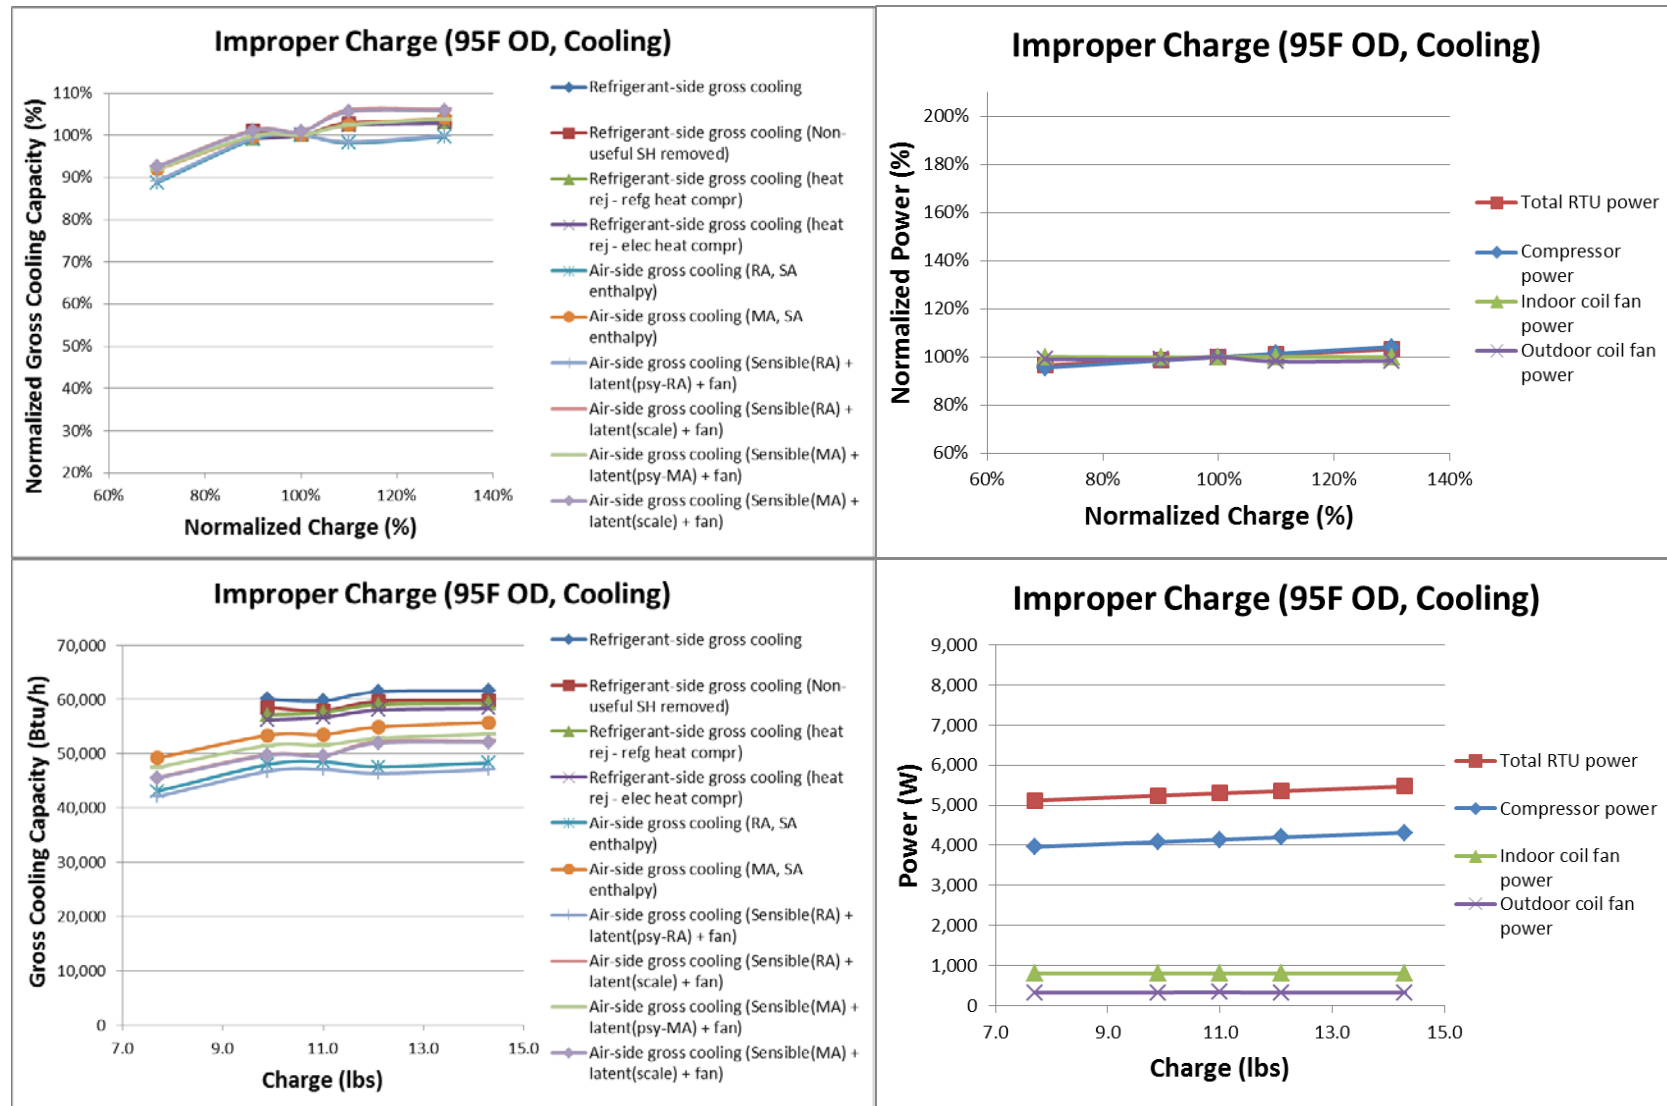 Improper Charge (95F OD, Cooling)
Normalized Gross Cooling Capacity (%)
110%
100%
90%
80%
70%
60%
50%
40%
30%
20%
60%
80%
100%
120%
140%
Normalized Charge (%)
Refrigerant-side gross cooling
Refrigerant-side gross cooling (Non-
useful SH removed)
Refrigerant-side gross cooling (heat
rej - refg heat compr)
Refrigerant-side gross cooling (heat
rej - elec heat compr)
Air-side gross cooling (RA, SA
enthalpy)
Air-side gross cooling (MA, SA
enthalpy)
Air-side gross cooling (Sensible(RA) +
latent(psy-RA) + fan)
Air-side gross cooling (Sensible(RA) +
latent(scale) + fan)
Air-side gross cooling (Sensible(MA) +
latent(psy-MA) + fan)
Air-side gross cooling (Sensible(MA) +
latent(scale) + fan)
Improper Charge (95F OD, Cooling)
Normalized Power (%)
200%
180%
160%
140%
120%
100%
80%
60%
60%
80%
100%
120%
140%
Normalized Charge (%)
Total RTU power
Compressor
power
Indoor coil fan
power
Outdoor coil fan
power
Improper Charge (95F OD, Cooling)
Gross Cooling Capacity (Btu/h)
70,000
60,000
50,000
40,000
30,000
20,000
10,000
0
7.0
9.0
11.0
13.0
15.0
Charge (lbs)
Refrigerant-side gross cooling
Refrigerant-side gross cooling (Non-
useful SH removed)
Refrigerant-side gross cooling (heat
rej - refg heat compr)
Refrigerant-side gross cooling (heat
rej - elec heat compr)
Air-side gross cooling (RA, SA
enthalpy)
Air-side gross cooling (MA, SA
enthalpy)
Air-side gross cooling (Sensible(RA) +
latent(psy-RA) + fan)
Air-side gross cooling (Sensible(RA) +
latent(scale) + fan)
Air-side gross cooling (Sensible(MA) +
latent(psy-MA) + fan)
Air-side gross cooling (Sensible(MA) +
latent(scale) + fan)
Improper Charge (95F OD, Cooling)
Power (W)
9,000
8,000
7,000
6,000
5,000
4,000
3,000
2,000
1,000
0
7.0
9.0
11.0
13.0
15.0
Charge (lbs)
Total RTU power
Compressor power
Indoor coil fan
power
Outdoor coil fan
power